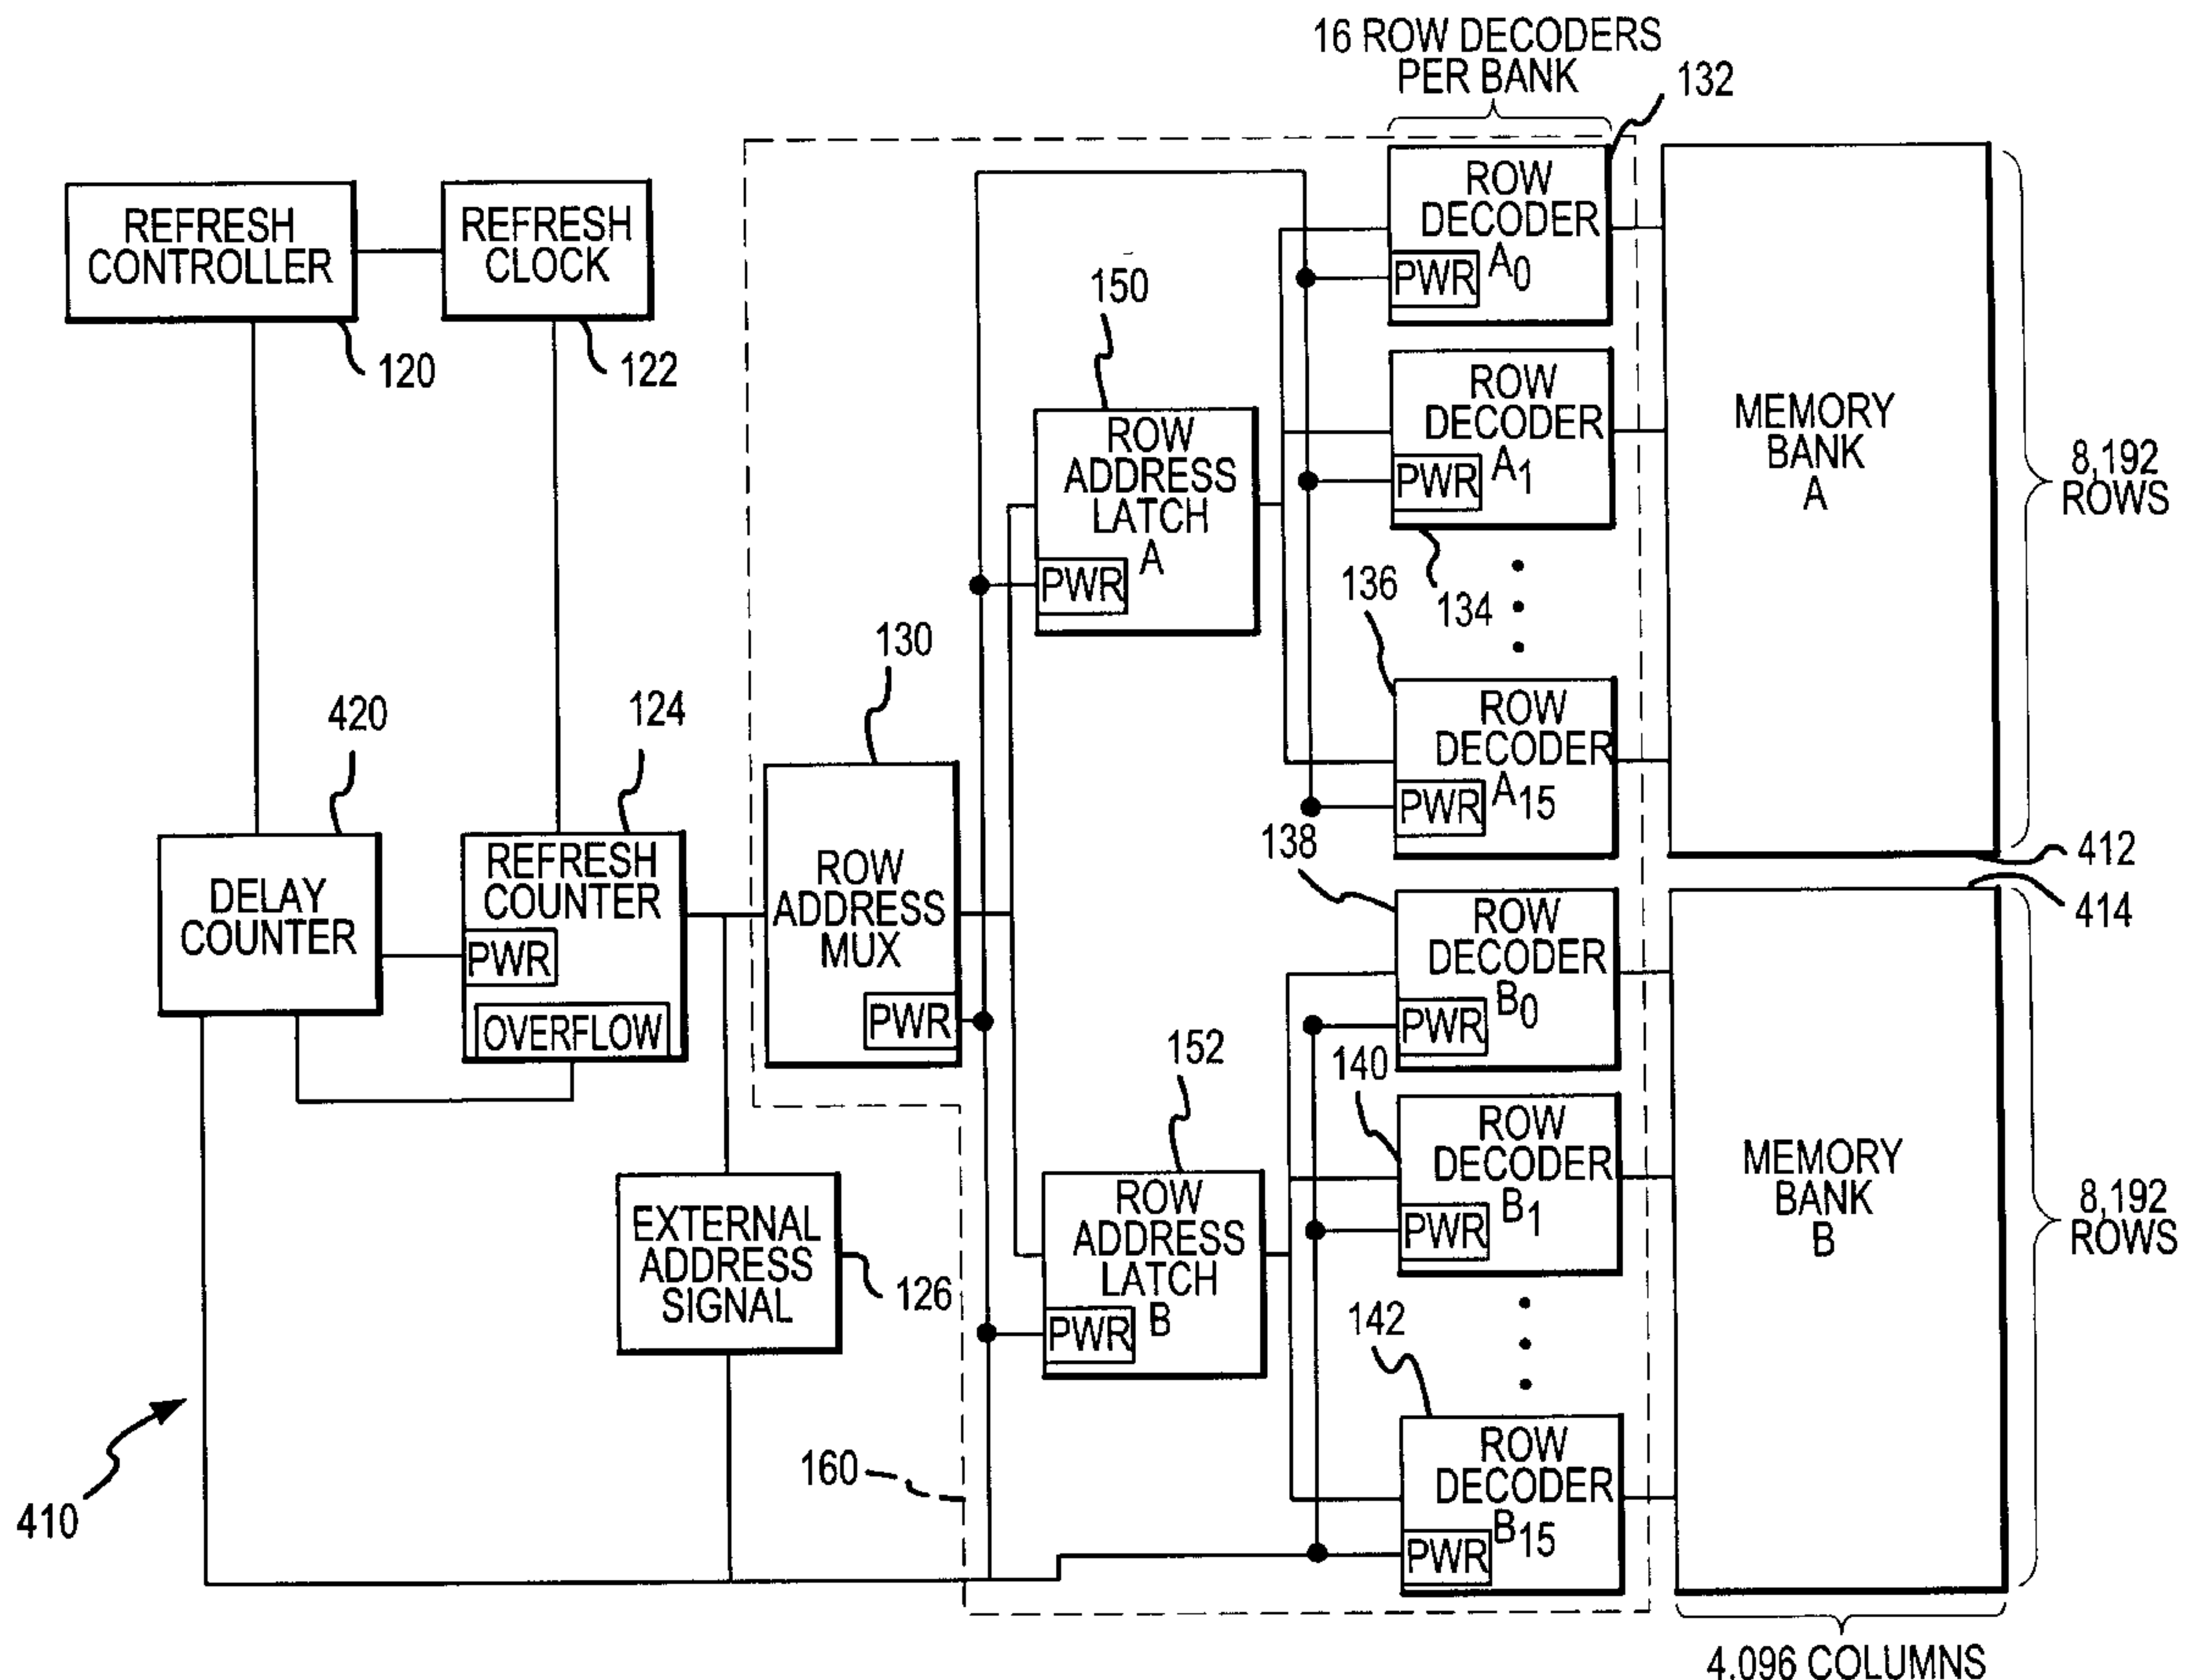 16 ROW DECODERS
PER BANK
132
REFRESH
CONTROLLER
120
REFRESH
CLOCK
122
150
ROW
DECODER
A0
PWR
ROW
DECODER
A1
PWR
134
ROW
ADDRESS
LATCH
A
PWR
136
ROW
DECODER
A15
PWR
MEMORY
BANK
A
8,192
ROWS
412
420
DELAY
COUNTER
124
REFRESH
COUNTER
PWR
OVERFLOW
130
ROW
ADDRESS
MUX
PWR
138
ROW
DECODER
B0
PWR
414
140
ROW
DECODER
B1
PWR
152
ROW
ADDRESS
LATCH
B
PWR
EXTERNAL
ADDRESS
SIGNAL
126
142
ROW
DECODER
B15
PWR
MEMORY
BANK
B
8,192
ROWS
160
410
4,096 COLUMNS